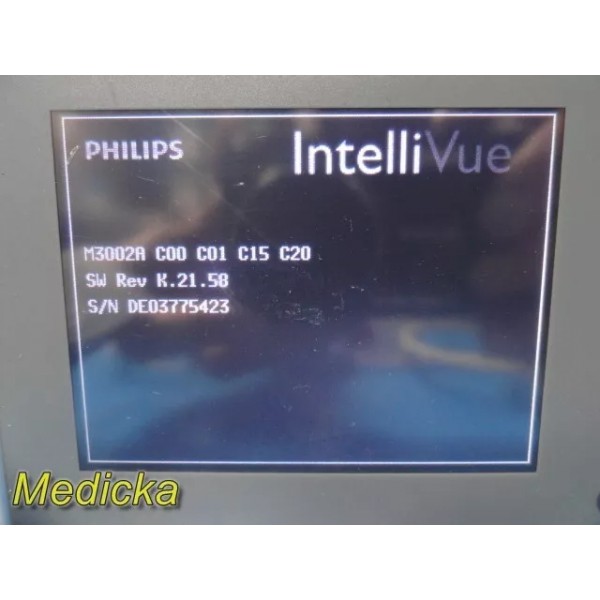 PHILIPS IntelliVue
M3002A C00 C01 C15 C20
SW Rev K.21.58
S/N DE03775423
Medicka